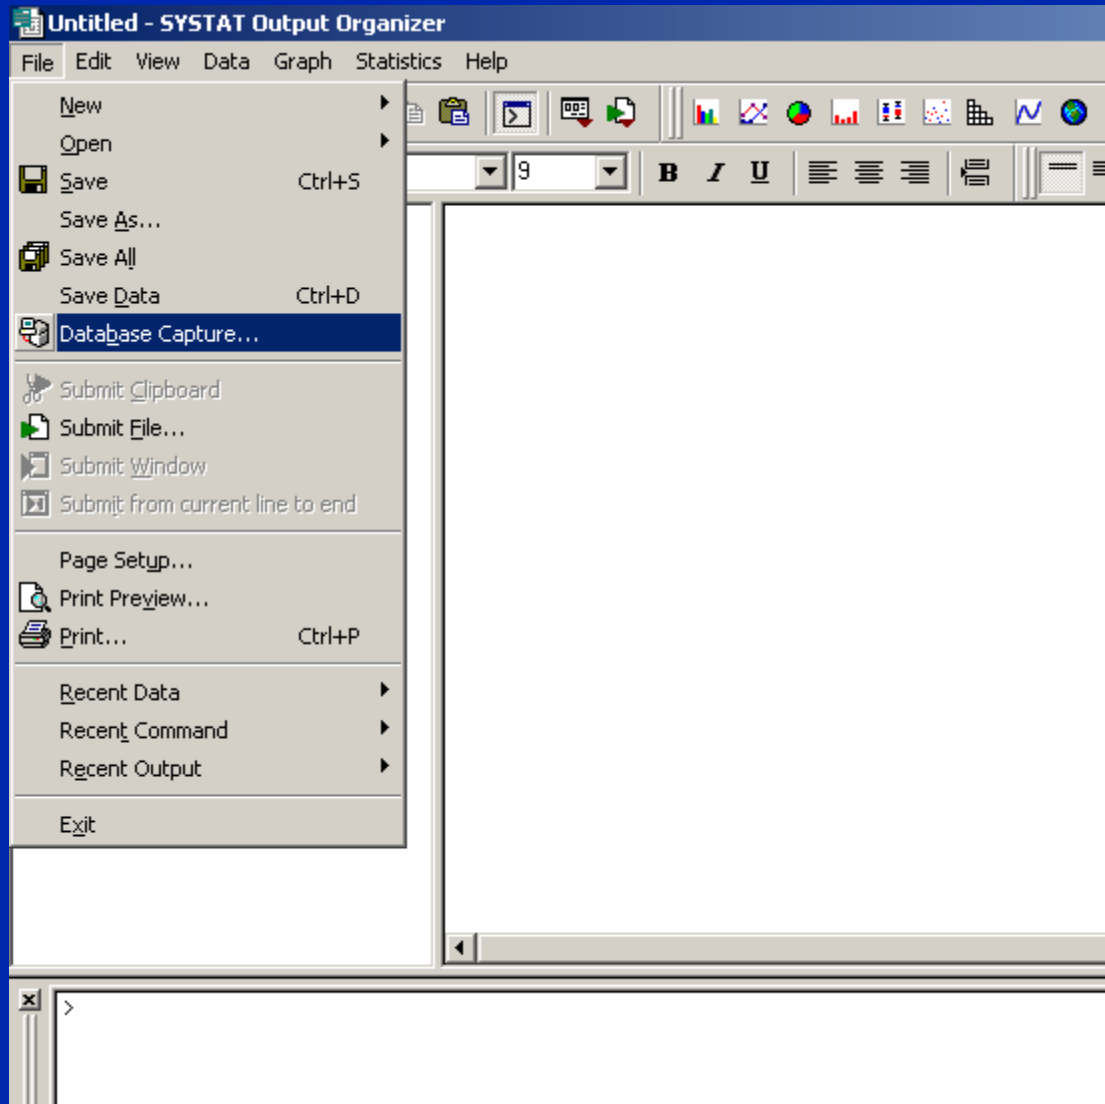 Untitled - SYSTAT Output Organizer
File Edit View Data Graph Statistics Help
New
Open
Save Ctrl+S
Save As...
Save All
Save Data Ctrl+D
Database Capture...
Submit Clipboard
Submit File...
Submit Window
Submit from current line to end
Page Setup...
Print Preview...
Print... Ctrl+P
Recent Data
Recent Command
Recent Output
Exit
9 B I U
>